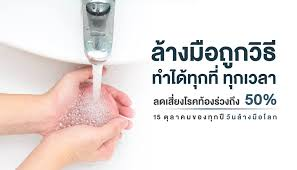 ล้างมือถูกวิธี
ทำได้ทุกที่ ทุกเวลา
ลดเสี่ยงโรคท้องร่วงถึง 50%
15 ตุลาคมของทุกปี วันล้างมือโลก